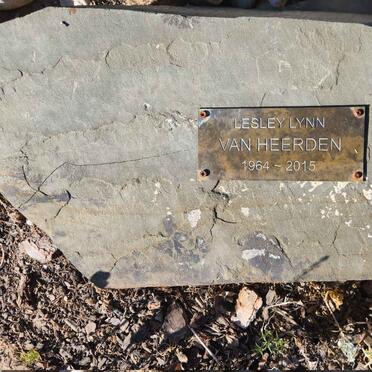 LESLEY LYNN
VAN HEERDEN
1964 ~ 2015